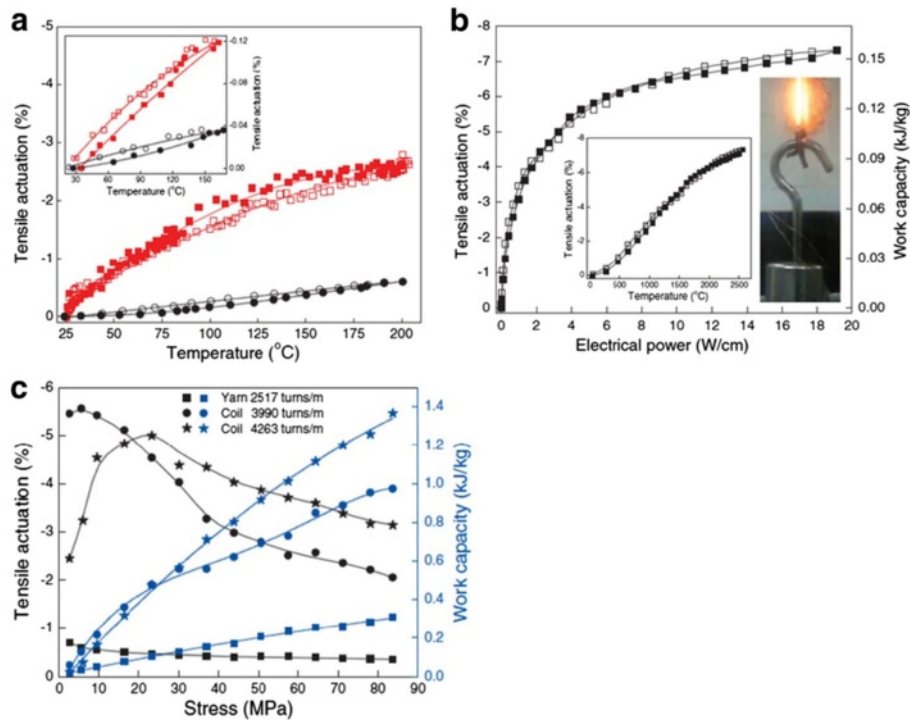 a
-5
-4
-3
-2
-1
0
Tensile actuation (%)
25 50 75 100 125 150 175 200
Temperature (°C)
-0.12
-0.08
-0.04
0.00
Tensile actuation (%)
30 60 90 120 150
Temperature (°C)
b
-8
-7
-6
-5
-4
-3
-2
-1
0
Tensile actuation (%)
0 2 4 6 8 10 12 14 16 18 20
Electrical power (W/cm)
0.15
0.12
0.09
0.06
0.03
0.00
Work capacity (kJ/kg)
-8
-6
-4
-2
0
Tensile actuation (%)
0 500 1000 1500 2000 2500
Temperature (°C)
c
-6
-5
-4
-3
-2
-1
0
Tensile actuation (%)
Yarn 2517 turns/m
Coil 3990 turns/m
Coil 4263 turns/m
1.4
1.2
1.0
0.8
0.6
0.4
0.2
0.0
Work capacity (kJ/kg)
0 10 20 30 40 50 60 70 80 90
Stress (MPa)